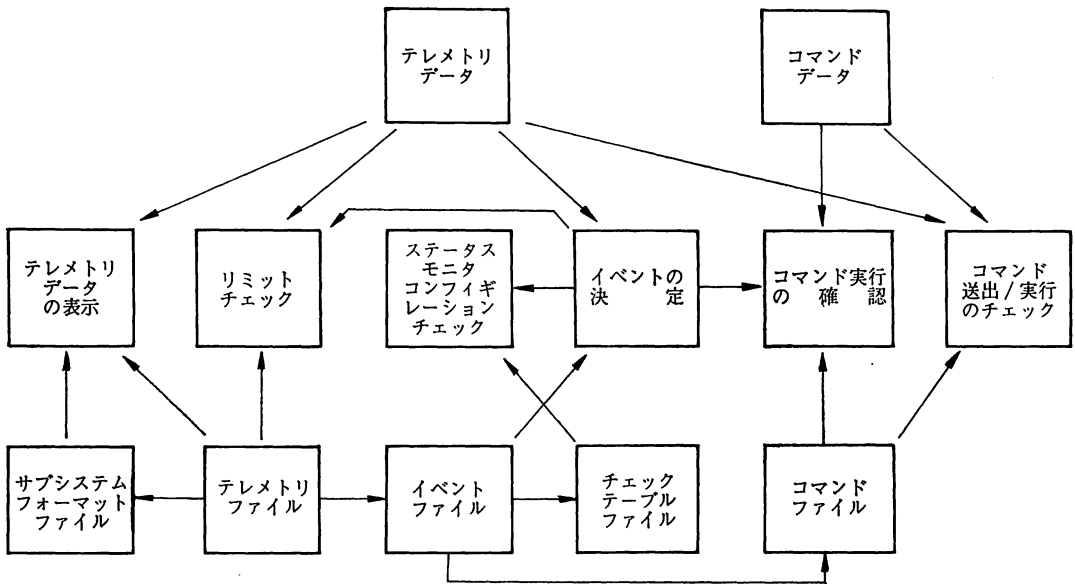 テレメトリ
データ
コマンド
データ
テレメトリ
データ
の表示
リミット
チェック
ステータス
モニタ
コンフィギ
レーション
チェック
イベントの
決 定
コマンド実行
の 確 認
コマンド
送出/実行
のチェック
サブシステム
フォーマット
ファイル
テレメトリ
ファイル
イベント
ファイル
チェック
テーブル
ファイル
コマンド
ファイル